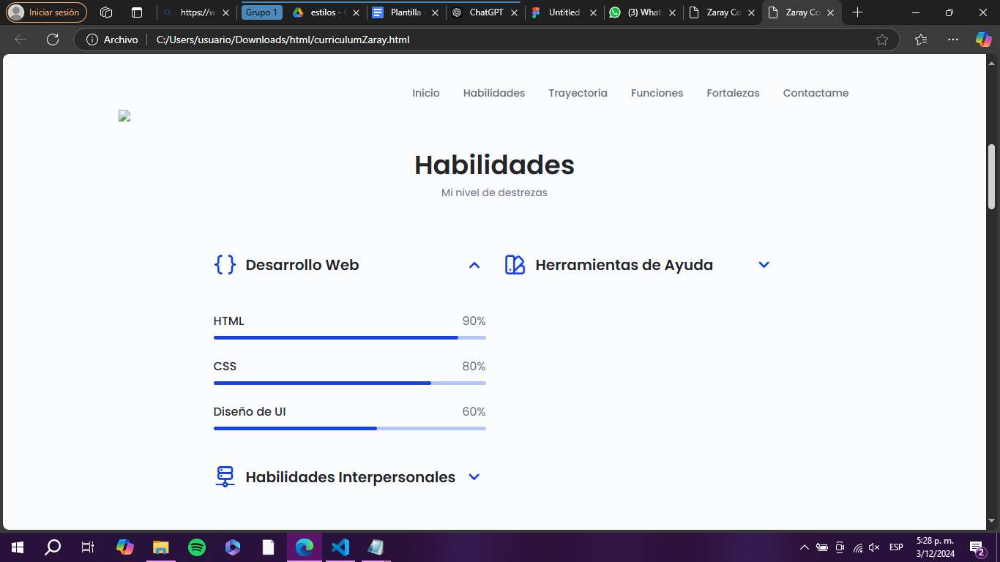 Iniciar sesión
https://w
Grupo 1
estilos - G
Plantilla
ChatGPT
Untitled
(3) What
Zaray Co
Zaray Co
Archivo
C:/Users/usuario/Downloads/html/curriculumZaray.html
Inicio Habilidades Trayectoria Funciones Fortalezas Contactame
Habilidades
Mi nivel de destrezas
Desarrollo Web
Herramientas de Ayuda
HTML 90%
CSS 80%
Diseño de UI 60%
Habilidades Interpersonales
ESP
5:28 p. m.
3/12/2024
2